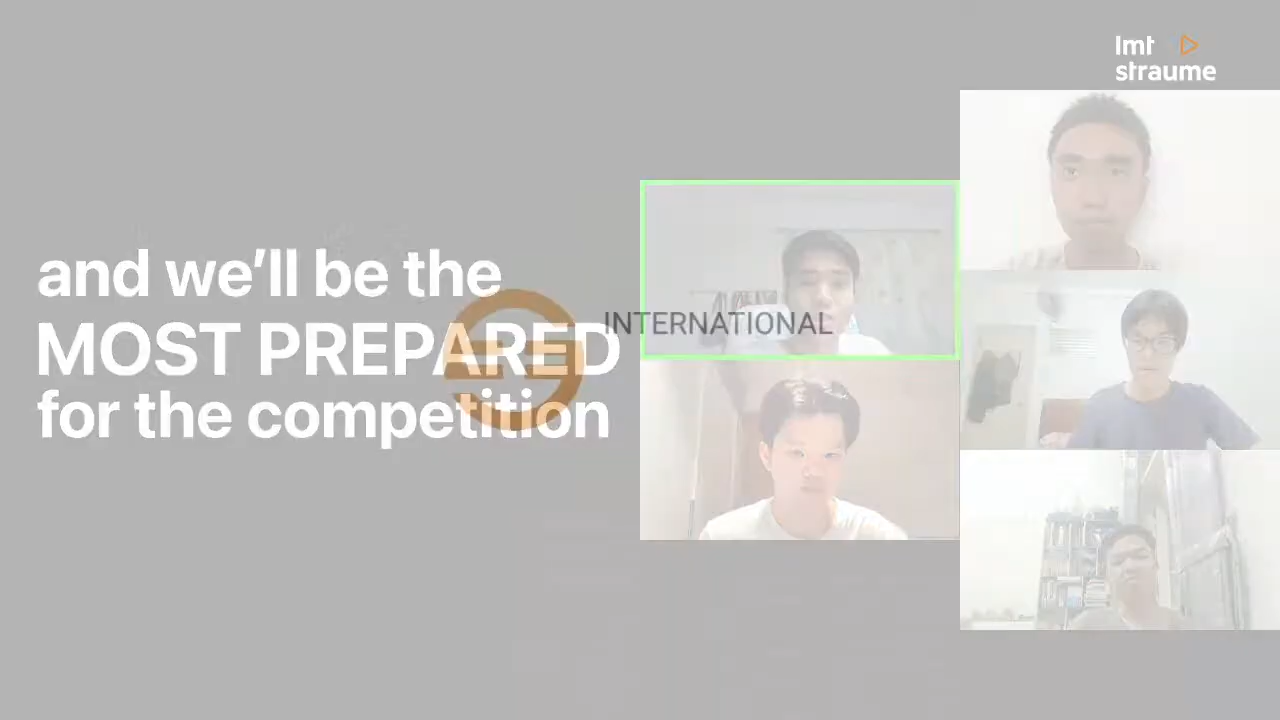 lmt
straume
and we’ll be the
MOST PREPARED
for the competition
INTERNATIONAL